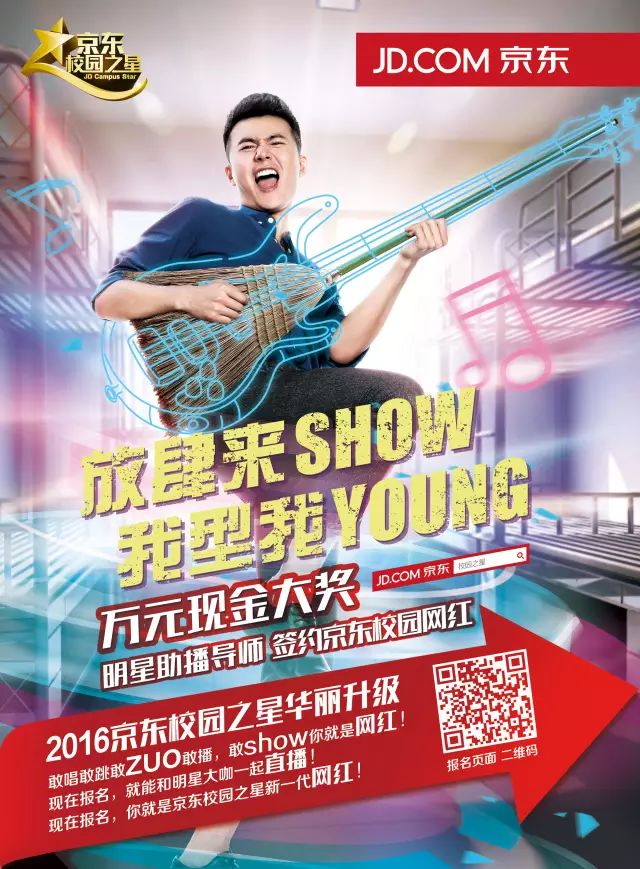 京东
校园之星
JD Campus Star
JD.COM 京东
放肆来SHOW
我型我YOUNG
JD.COM 京东 校园之星
万元现金大奖
明星助播导师 签约京东校园网红
2016京东校园之星华丽升级
敢唱敢跳敢ZUO敢播，敢show你就是网红！
现在报名，就能和明星大咖一起直播！
现在报名，你就是京东校园之星新一代网红！
报名页面 二维码